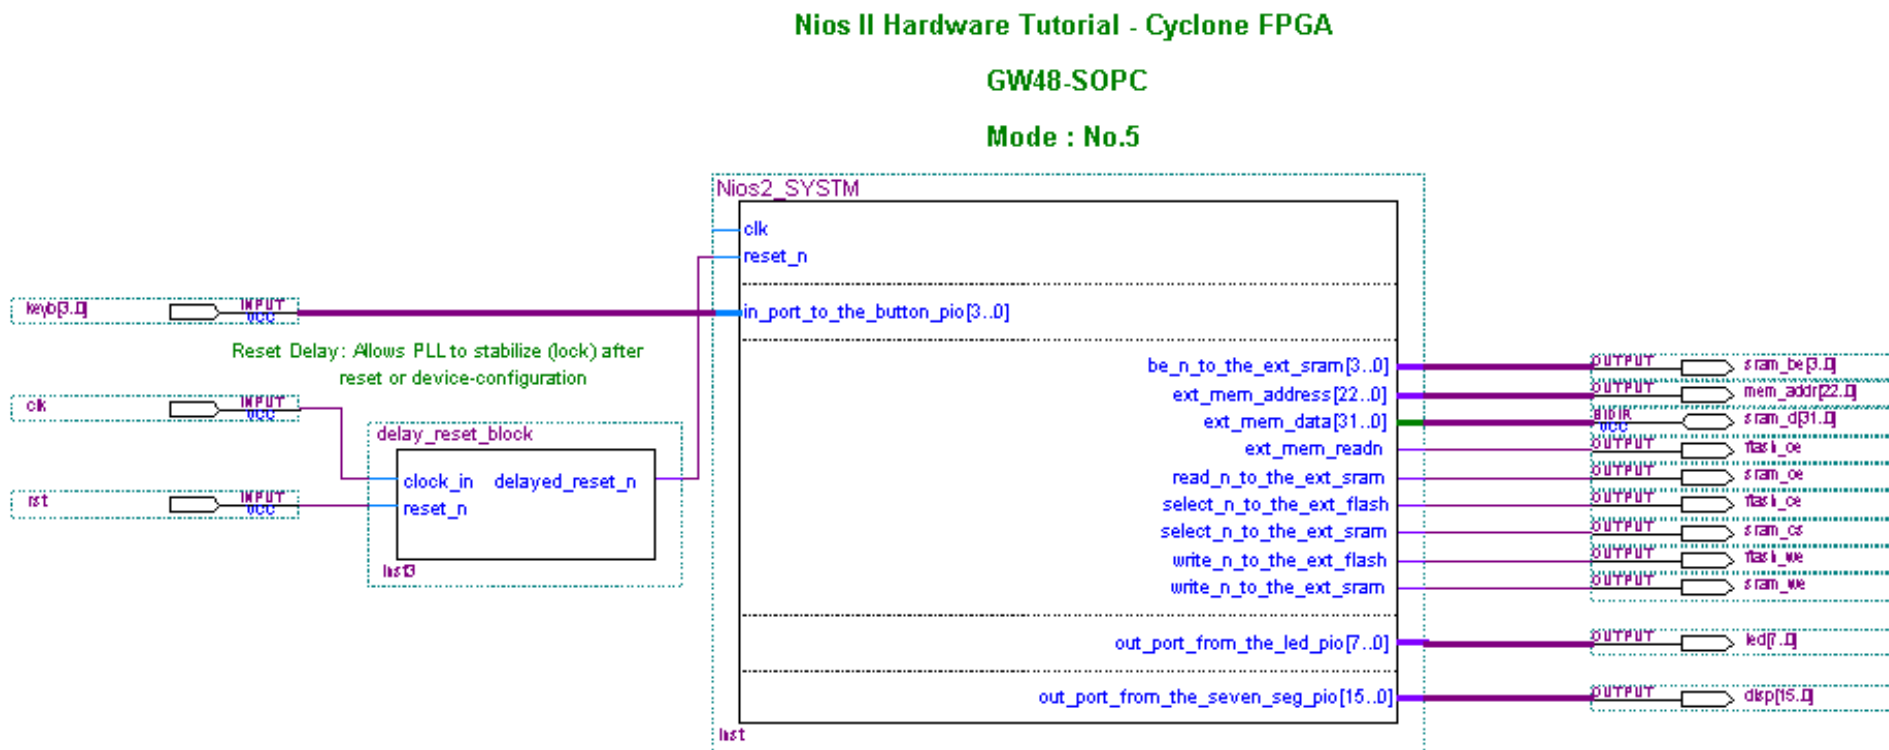 Nios II Hardware Tutorial - Cyclone FPGA
GW48-SOPC
Mode : No.5
Nios2_SYSTM
clk
reset_n
keyb[3..0]
INPUT
VCC
in_port_to_the_button_pio[3..0]
Reset Delay: Allows PLL to stabilize (lock) after
reset or device-configuration
clk
INPUT
VCC
delay_reset_block
clock_in delayed_reset_n
reset_n
rst
INPUT
VCC
inst3
be_n_to_the_ext_sram[3..0]
OUTPUT
sram_be[3..0]
ext_mem_address[22..0]
OUTPUT
mem_addr[22..0]
ext_mem_data[31..0]
BIDIR
VCC
sram_d[31..0]
ext_mem_readn
OUTPUT
flash_oe
read_n_to_the_ext_sram
OUTPUT
sram_oe
select_n_to_the_ext_flash
OUTPUT
flash_ce
select_n_to_the_ext_sram
OUTPUT
sram_cs
write_n_to_the_ext_flash
OUTPUT
flash_we
write_n_to_the_ext_sram
OUTPUT
sram_we
out_port_from_the_led_pio[7..0]
OUTPUT
led[7..0]
out_port_from_the_seven_seg_pio[15..0]
OUTPUT
disp[15..0]
inst